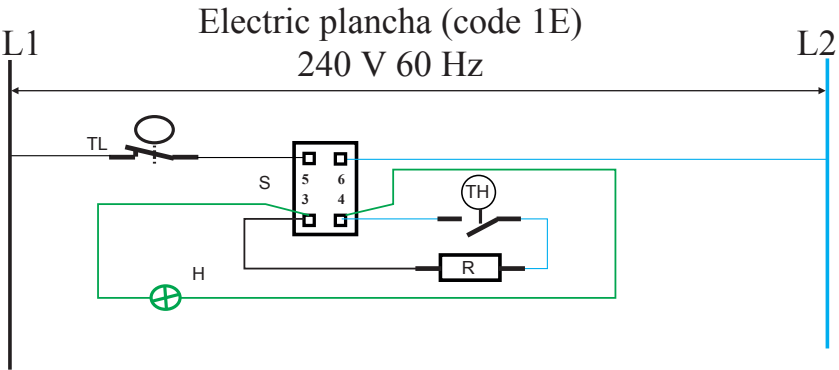 Electric plancha (code 1E)
L1
L2
240 V 60 Hz
TL
S
5 6
3 4
TH
R
H